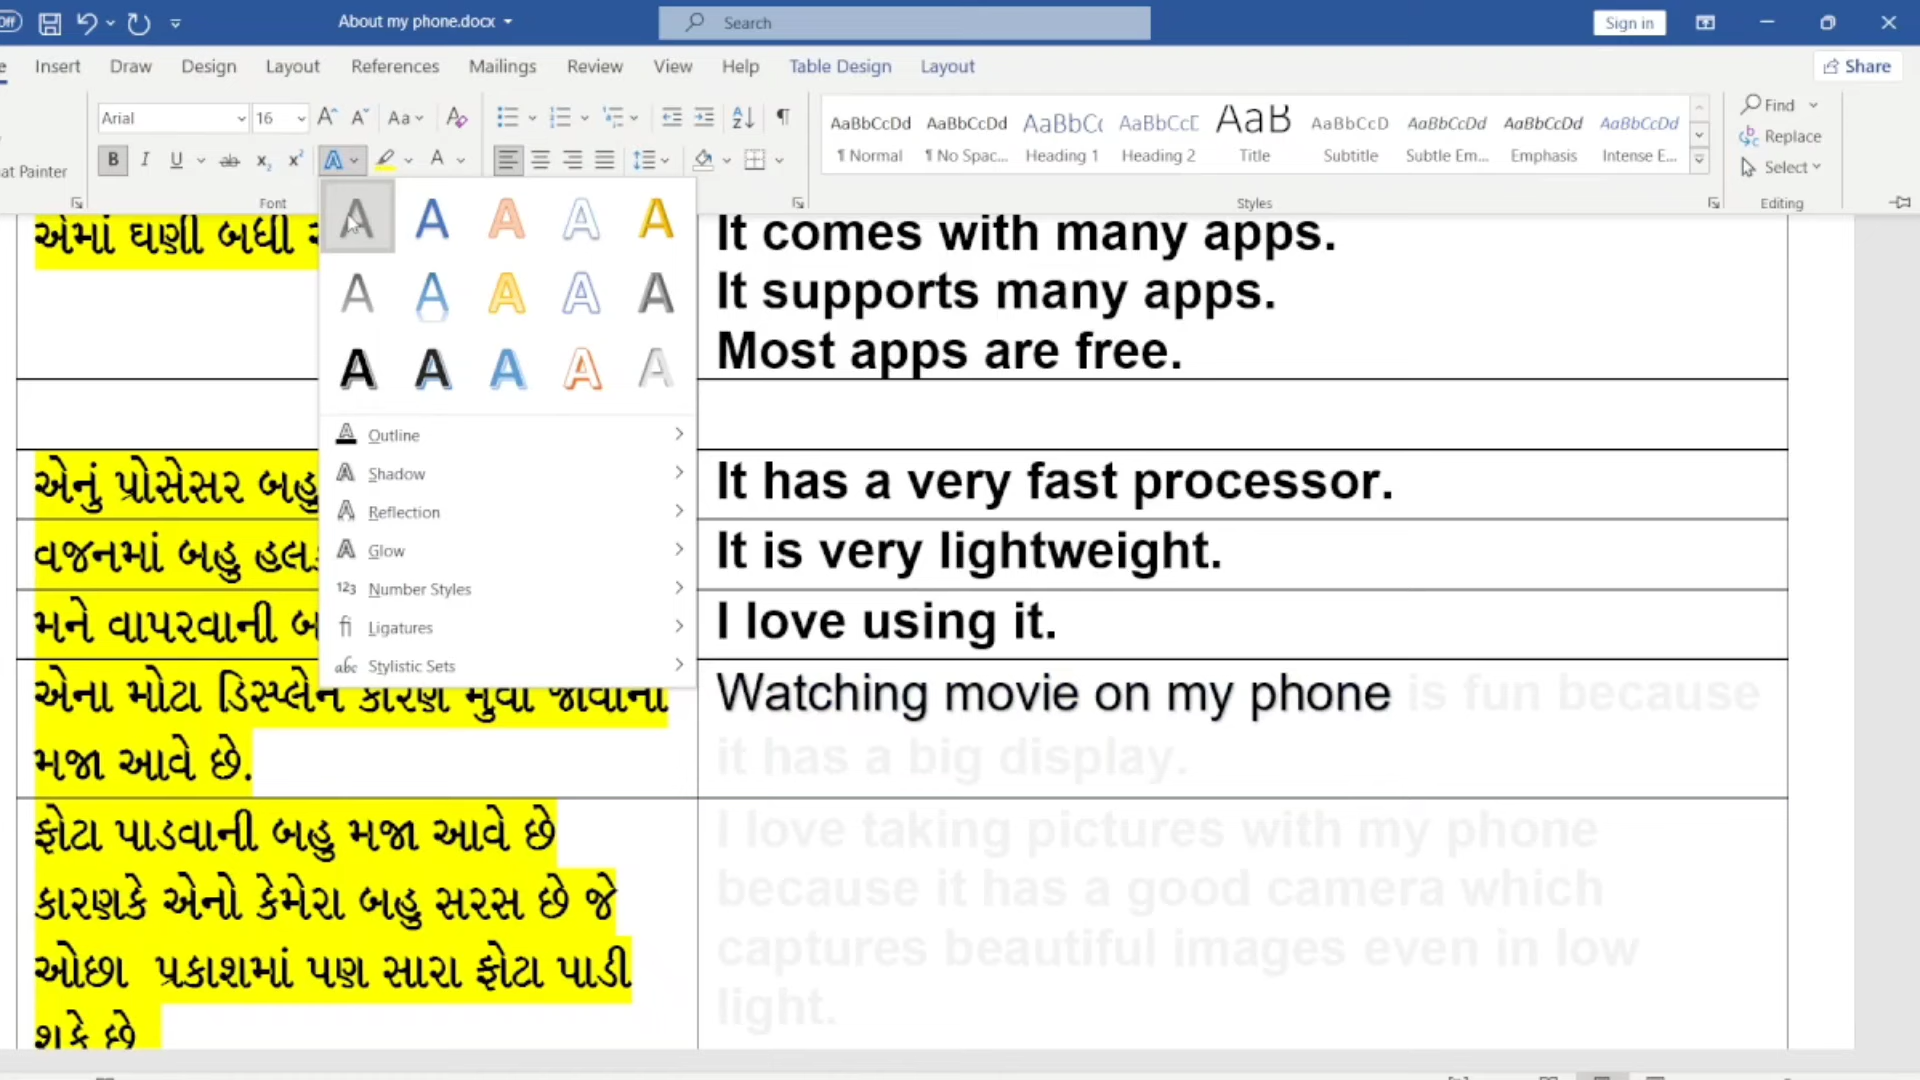 Off
About my phone.docx
Search
Sign in
Insert Draw Design Layout References Mailings Review View Help Table Design Layout
Share
Arial 16 Aa
at Painter
B I U ab x₂ x² A A
AaBbCcDd AaBbCcDd AaBbC AaBbCcD AaB AaBbCcD AaBbCcDd AaBbCcDd AaBbCcDd
¶ Normal ¶ No Spac... Heading 1 Heading 2 Title Subtitle Subtle Em... Emphasis Intense E...
Find
Replace
Select
Font
Styles
Editing
Outline
Shadow
Reflection
Glow
Number Styles
Ligatures
Stylistic Sets
એમાં ઘણી બધી
It comes with many apps.
It supports many apps.
Most apps are free.
એનું પ્રોસેસર બહુ
It has a very fast processor.
વજનમાં બહુ
It is very lightweight.
મને વાપરવાની
I love using it.
એના મોટા ડિસ્પ્લેને કારણે મુવી જોવાની
મજા આવે છે.
Watching movie on my phone is fun because
it has a big display.
ફોટા પાડવાની બહુ મજા આવે છે
કારણકે એનો કેમેરા બહુ સરસ છે જે
ઓછા પ્રકાશમાં પણ સારા ફોટા પાડી
શકે છે
I love taking pictures with my phone
because it has a good camera which
captures beautiful images even in low
light.